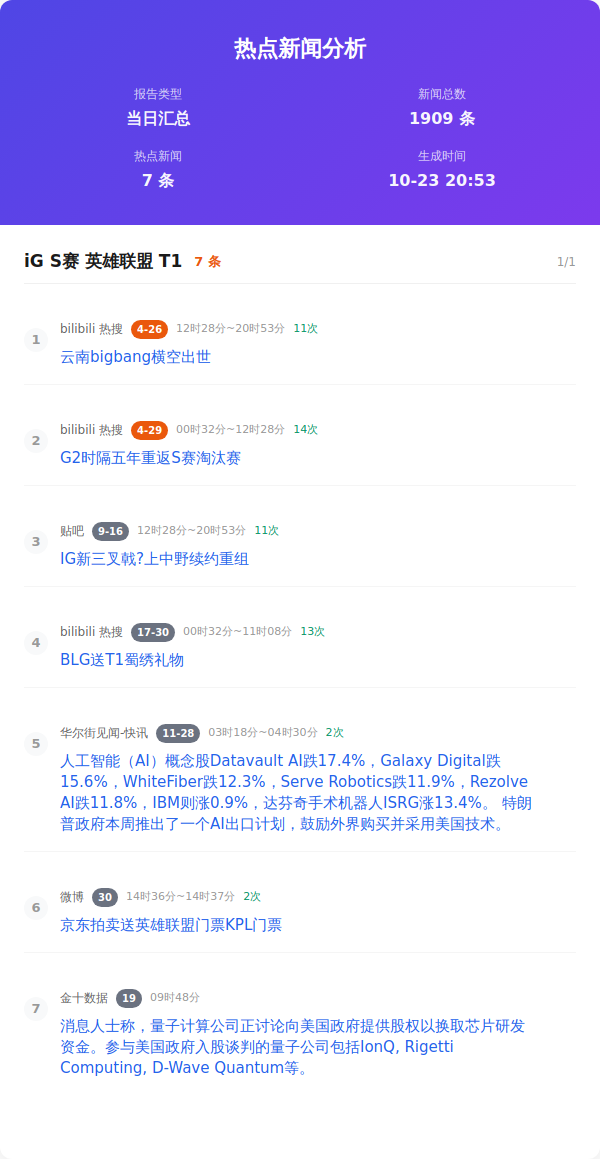 热点新闻分析
报告类型
新闻总数
当日汇总
1909 条
热点新闻
生成时间
7 条
10-23 20:53
iG S赛 英雄联盟 T1 7 条 1/1
1
bilibili 热搜 4-26 12时28分~20时53分 11次
云南bigbang横空出世
2
bilibili 热搜 4-29 00时32分~12时28分 14次
G2时隔五年重返S赛淘汰赛
3
贴吧 9-16 12时28分~20时53分 11次
IG新三叉戟?上中野续约重组
4
bilibili 热搜 17-30 00时32分~11时08分 13次
BLG送T1蜀绣礼物
5
华尔街见闻-快讯 11-28 03时18分~04时30分 2次
人工智能（AI）概念股Datavault AI跌17.4%，Galaxy Digital跌
15.6%，WhiteFiber跌12.3%，Serve Robotics跌11.9%，Rezolve
AI跌11.8%，IBM则涨0.9%，达芬奇手术机器人ISRG涨13.4%。 特朗
普政府本周推出了一个AI出口计划，鼓励外界购买并采用美国技术。
6
微博 30 14时36分~14时37分 2次
京东拍卖送英雄联盟门票KPL门票
7
金十数据 19 09时48分
消息人士称，量子计算公司正讨论向美国政府提供股权以换取芯片研发
资金。参与美国政府入股谈判的量子公司包括IonQ, Rigetti
Computing, D-Wave Quantum等。